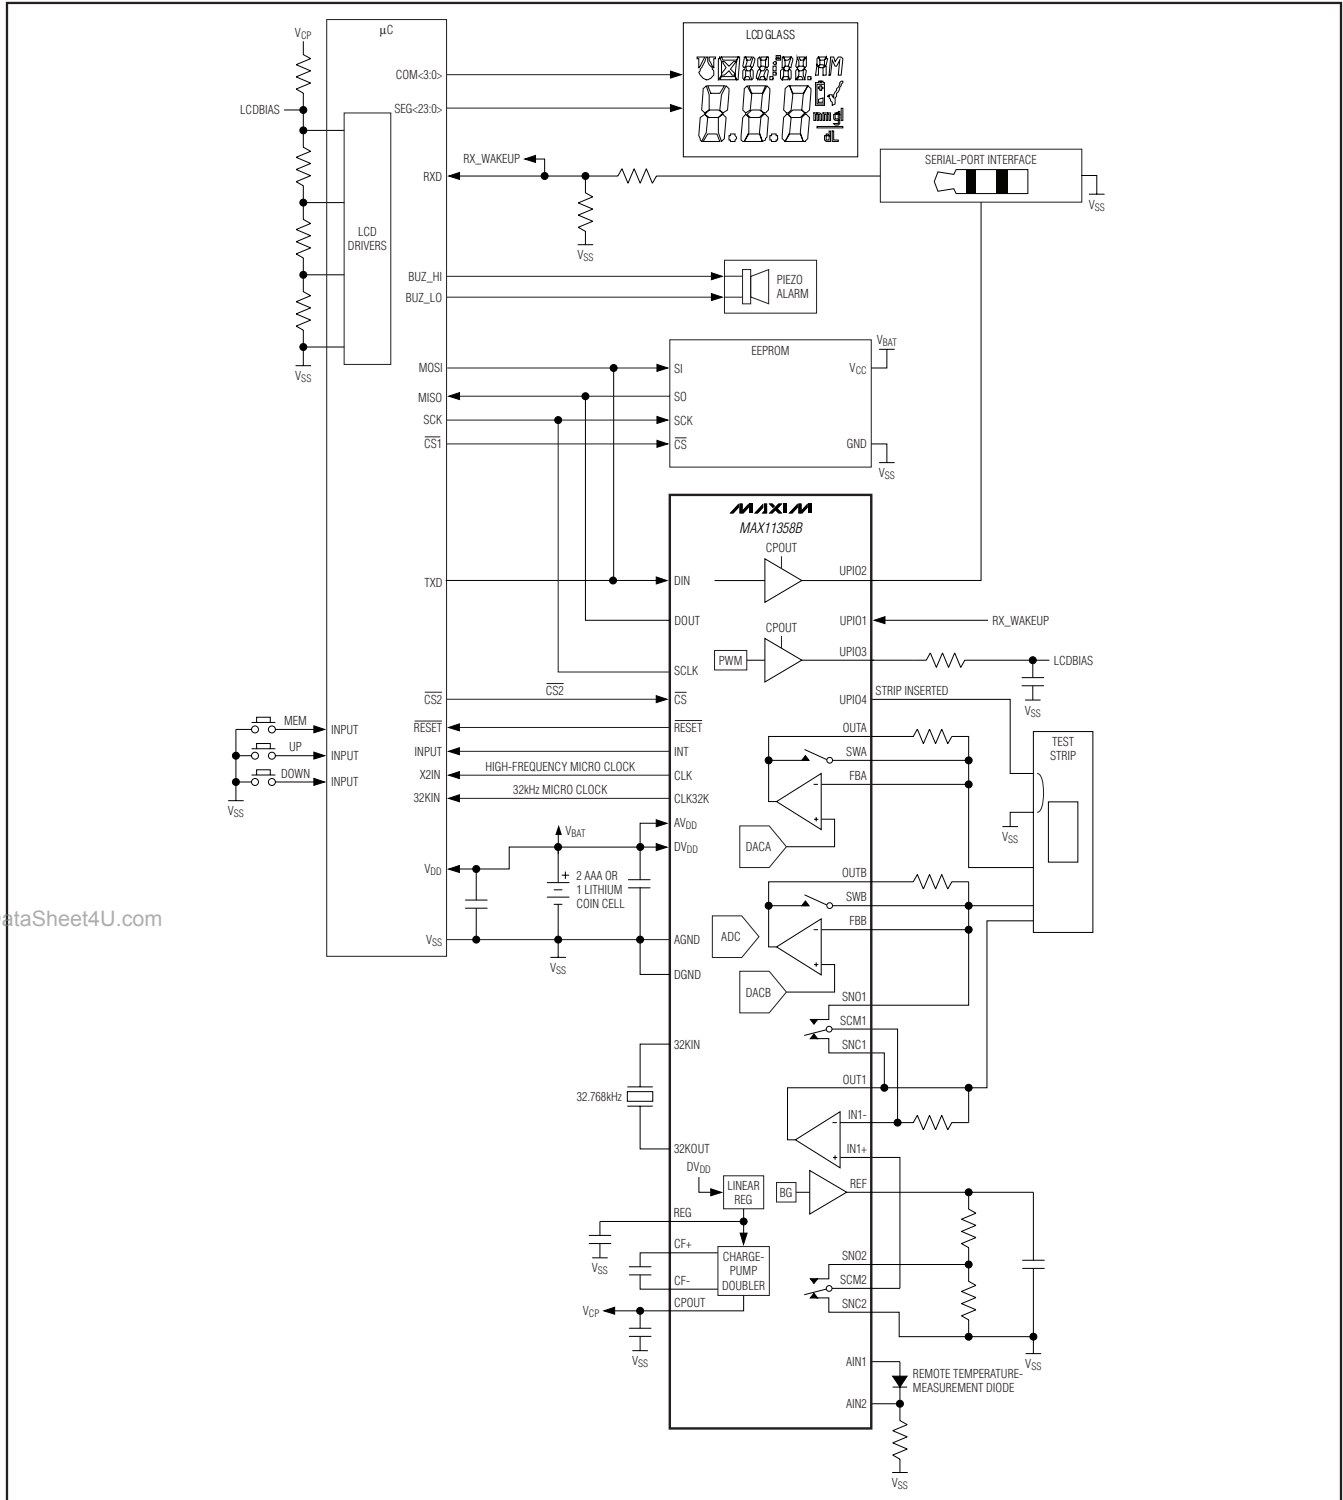 µC
VCP
LCDBIAS
LCD
DRIVERS
VSS
COM<3:0>
SEG<23:0>
RXD
BUZ_HI
BUZ_LO
MOSI
MISO
SCK
CS1
TXD
CS2
RESET
INPUT
X2IN
32KIN
VDD
VSS
MEM
UP
DOWN
INPUT
INPUT
INPUT
VSS
LCD GLASS
AM
mmgl
dL
RX_WAKEUP
VSS
SERIAL-PORT INTERFACE
VSS
PIEZO
ALARM
EEPROM
SI
SO
SCK
CS
VCC
GND
VBAT
VSS
MAXIM
MAX11358B
CPOUT
DIN
DOUT
SCLK
CS
RESET
INT
CLK
CLK32K
AVDD
DVDD
AGND
DGND
32KIN
32KOUT
REG
CF+
CF-
CPOUT
CS2
HIGH-FREQUENCY MICRO CLOCK
32kHz MICRO CLOCK
VBAT
+
2 AAA OR
1 LITHIUM
COIN CELL
VSS
32.768kHz
VSS
VCP
VSS
PWM
CPOUT
DACA
ADC
DACB
DVDD
LINEAR
REG
CHARGE-
PUMP
DOUBLER
BG
UPIO2
UPIO1
UPIO3
UPIO4
OUTA
SWA
FBA
OUTB
SWB
FBB
SNO1
SCM1
SNC1
OUT1
IN1-
IN1+
REF
SNO2
SCM2
SNC2
AIN1
AIN2
RX_WAKEUP
LCDBIAS
VSS
STRIP INSERTED
TEST
STRIP
VSS
VSS
REMOTE TEMPERATURE-
MEASUREMENT DIODE
VSS
ataSheet4U.com